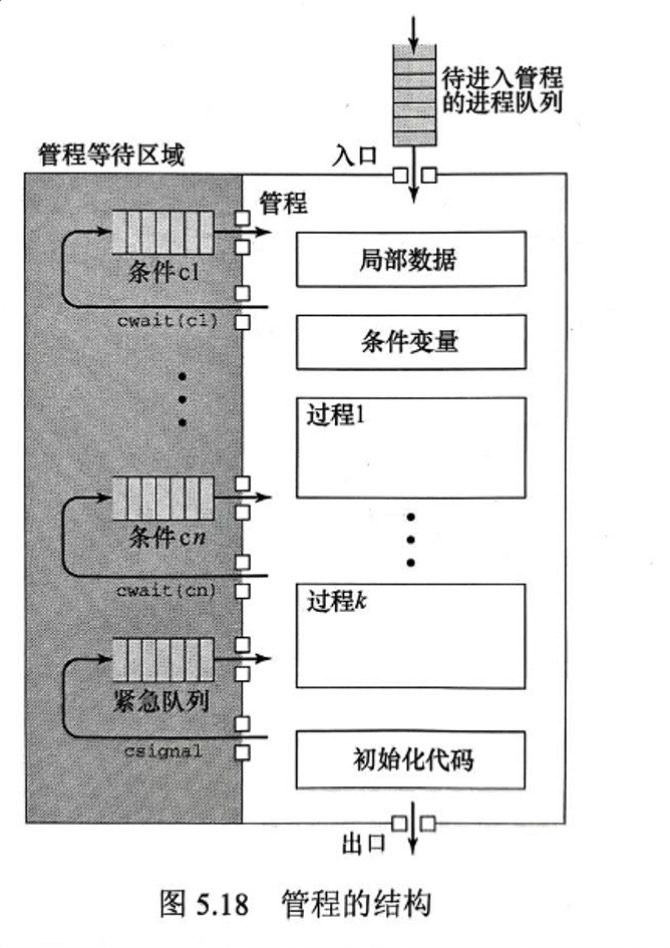 待进入管程
的进程队列
管程等待区域
入口
管程
条件c1
cwait(c1)
局部数据
条件变量
过程1
条件cn
cwait(cn)
过程k
紧急队列
csignal
初始化代码
出口
图 5.18 管程的结构